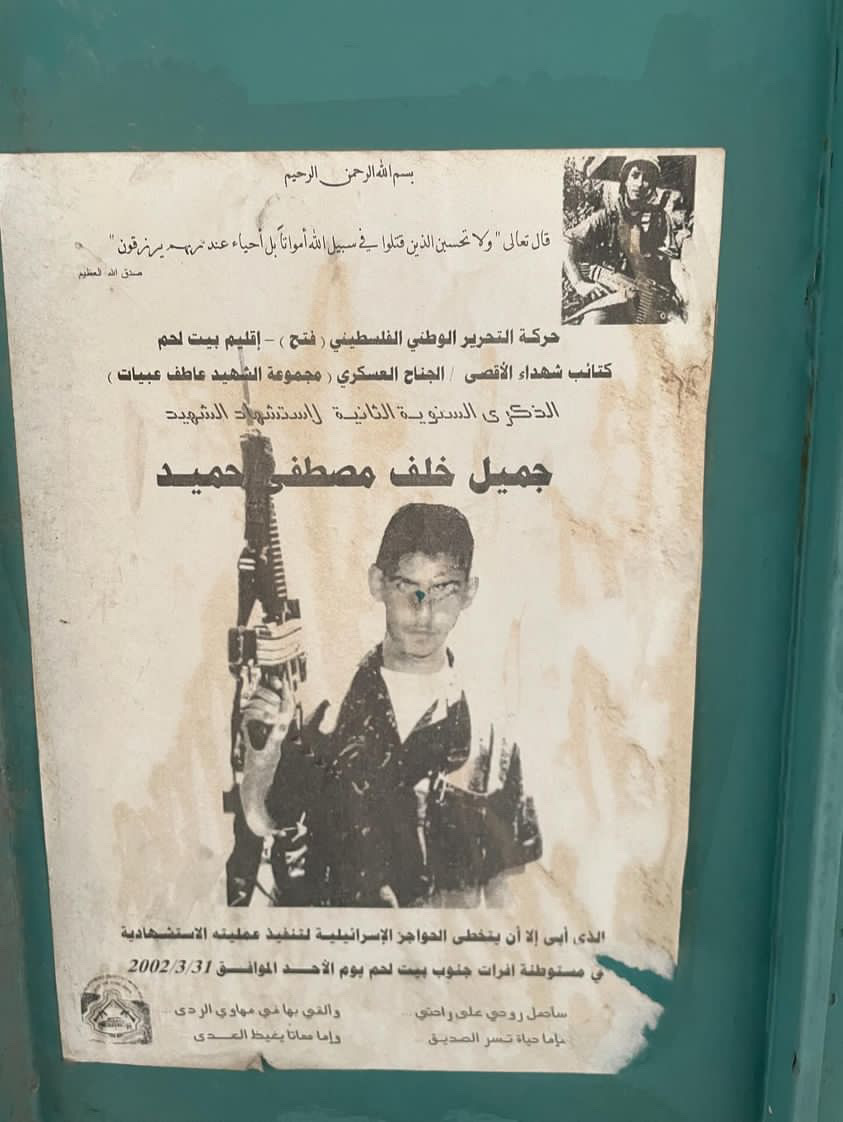 بسم الله الرحمن الرحيم
قال تعالى " ولا تحسبن الذين قتلوا في سبيل الله أمواتاً بل أحياء عند ربهم يرزقون "
صدق الله العظيم
حركة التحرير الوطني الفلسطيني ( فتح ) - إقليم بيت لحم
كتائب شهداء الأقصى / الجناح العسكري ( مجموعة الشهيد عاطف عبيات )
الذكرى السنوية الثانية لاستشهاد الشهيد
جميل خلف مصطفى حميد
الذي أبى إلا أن يتخطى الحواجز الإسرائيلية لتنفيذ عمليته الاستشهادية
في مستوطنة افرات جنوب بيت لحم يوم الأحد الموافق 2002/3/31
سأحمل روحي على راحتي ... والقي بها في مهاوي الردى ...
فإما حياة تسر الصديق ... وإما مماتا يغيظ العدى